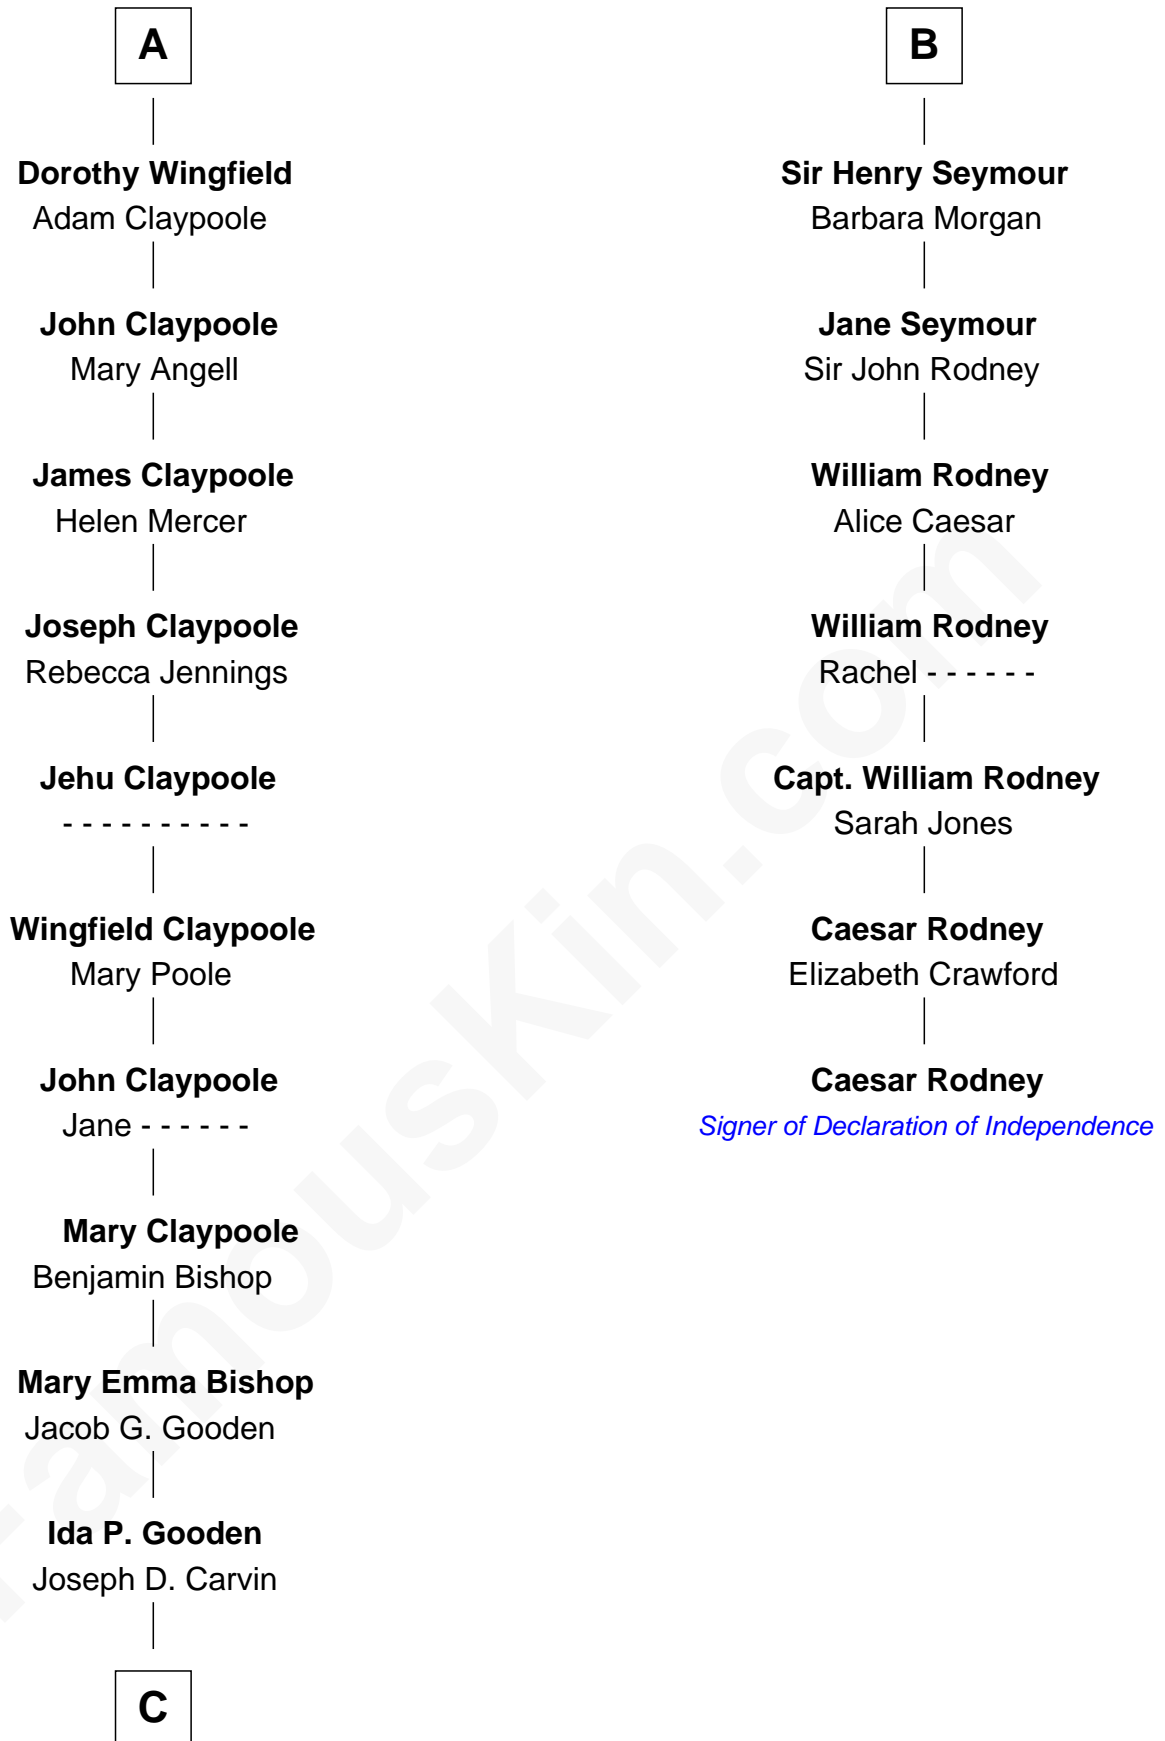 A
Dorothy Wingfield
Adam Claypoole
John Claypoole
Mary Angell
James Claypoole
Helen Mercer
Joseph Claypoole
Rebecca Jennings
Jehu Claypoole
- - - - - - - - - -
Wingfield Claypoole
Mary Poole
John Claypoole
Jane - - - - - -
Mary Claypoole
Benjamin Bishop
Mary Emma Bishop
Jacob G. Gooden
Ida P. Gooden
Joseph D. Carvin
C
B
Sir Henry Seymour
Barbara Morgan
Jane Seymour
Sir John Rodney
William Rodney
Alice Caesar
William Rodney
Rachel - - - - - -
Capt. William Rodney
Sarah Jones
Caesar Rodney
Elizabeth Crawford
Caesar Rodney
Signer of Declaration of Independence
FamousKin.com